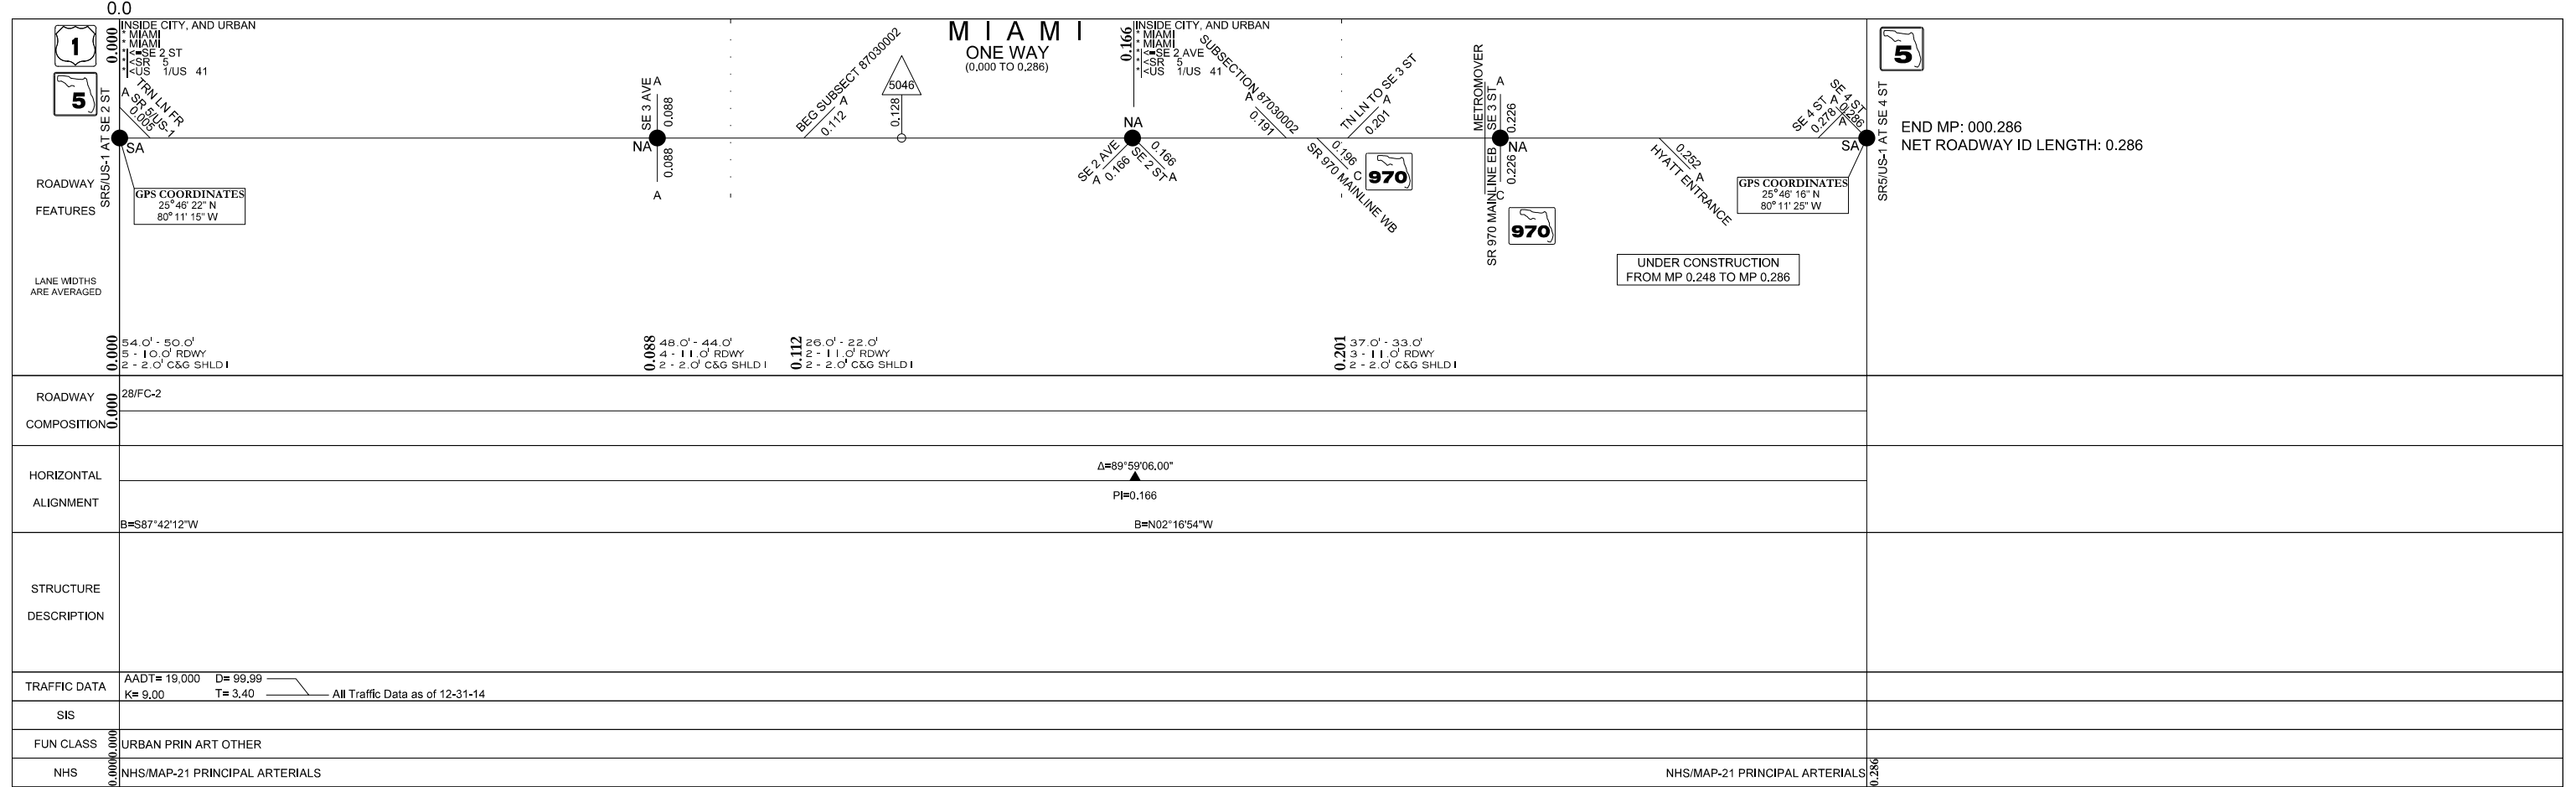 0.0
1
5
0.000
INSIDE CITY, AND URBAN
* MIAMI
* MIAMI
* <=SE 2 ST
* <SR 5
* <US 1/US 41
SR5/US-1 AT SE 2 ST
TRN LN FR
A SR 5/US-1
0.005
SA
GPS COORDINATES
25°46' 22" N
80°11' 15" W
SE 3 AVE
A
0.088
NA
0.088
A
BEG SUBSECT 87030002
A
0.112
5046
0.128
M I A M I
ONE WAY
(0.000 TO 0.286)
0.166
INSIDE CITY, AND URBAN
* MIAMI
* MIAMI
* <=SE 2 AVE
* <SR 5
* <US 1/US 41
NA
SE 2 AVE
A 0.166
0.166
SE 2 ST A
SUBSECTION 87030002
A
0.191
TN LN TO SE 3 ST
A
0.201
0.196
C
SR 970 MAINLINE WB
970
METROMOVER
SE 3 ST
A
0.226
NA
SR 970 MAINLINE EB
0.226
C
970
0.252
A
HYATT ENTRANCE
SE 4 ST
A
0.278
SE 4 ST
0.286
A
SA
GPS COORDINATES
25°46' 16" N
80°11' 25" W
5
SR5/US-1 AT SE 4 ST
END MP: 000.286
NET ROADWAY ID LENGTH: 0.286
UNDER CONSTRUCTION
FROM MP 0.248 TO MP 0.286
ROADWAY
FEATURES
LANE WIDTHS
ARE AVERAGED
0.000
54.0' - 50.0'
5 - 10.0' RDWY
2 - 2.0' C&G SHLD1
0.088
48.0' - 44.0'
4 - 11.0' RDWY
2 - 2.0' C&G SHLD1
0.112
26.0' - 22.0'
2 - 11.0' RDWY
2 - 2.0' C&G SHLD1
0.201
37.0' - 33.0'
3 - 11.0' RDWY
2 - 2.0' C&G SHLD1
ROADWAY
COMPOSITION
0.000
28/FC-2
HORIZONTAL
ALIGNMENT
Δ=89°59'06.00"
PI=0.166
B=S87°42'12"W
B=N02°16'54"W
STRUCTURE
DESCRIPTION
TRAFFIC DATA
AADT= 19,000 D= 99.99
K= 9.00 T= 3.40
All Traffic Data as of 12-31-14
SIS
FUN CLASS
0.000
URBAN PRIN ART OTHER
NHS
0.000
NHS/MAP-21 PRINCIPAL ARTERIALS
NHS/MAP-21 PRINCIPAL ARTERIALS
0.286